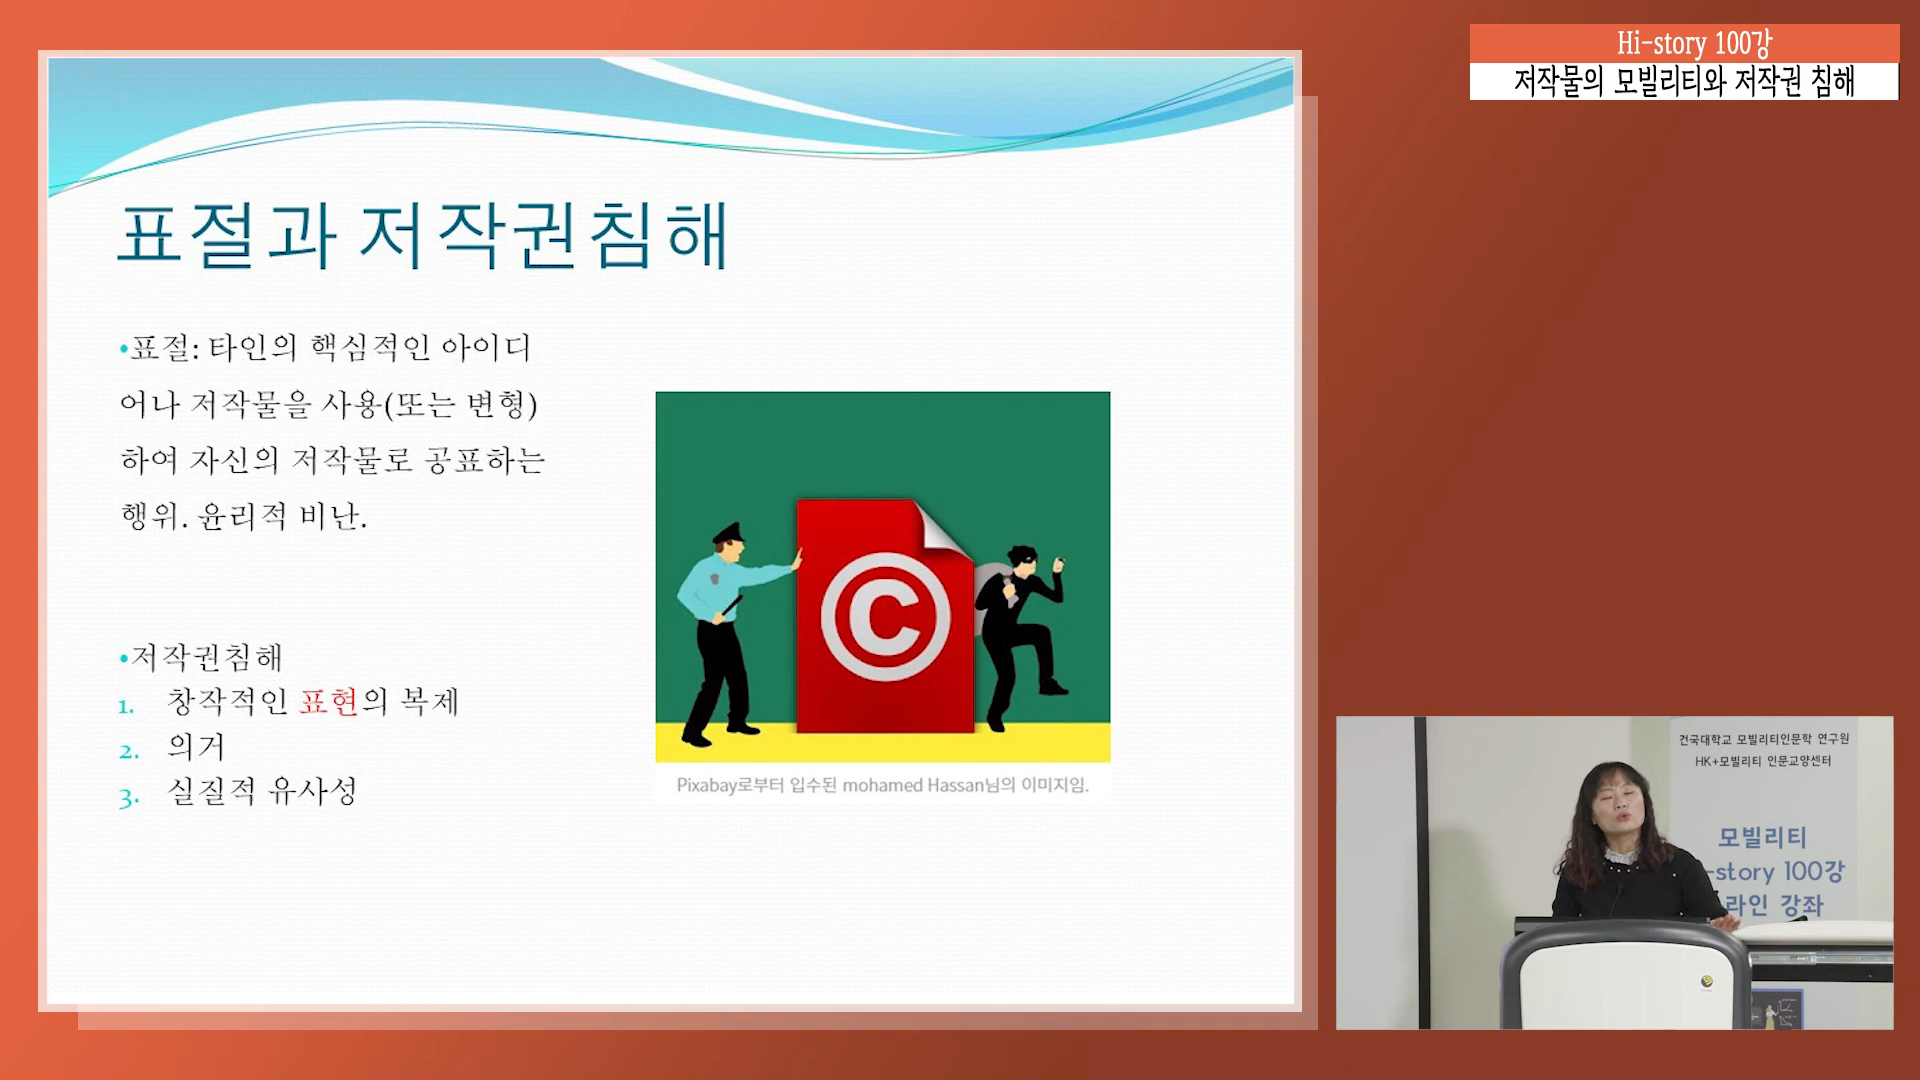 Hi-story 100강
저작물의 모빌리티와 저작권 침해
표절과 저작권침해
•표절: 타인의 핵심적인 아이디
어나 저작물을 사용(또는 변형)
하여 자신의 저작물로 공표하는
행위. 윤리적 비난.
•저작권침해
1. 창작적인 표현의 복제
2. 의거
3. 실질적 유사성
©
Pixabay로부터 입수된 mohamed Hassan님의 이미지임.
건국대학교 모빌리티인문학 연구원
HK+모빌리티 인문교양센터
모빌리티
-story 100강
라인 강좌